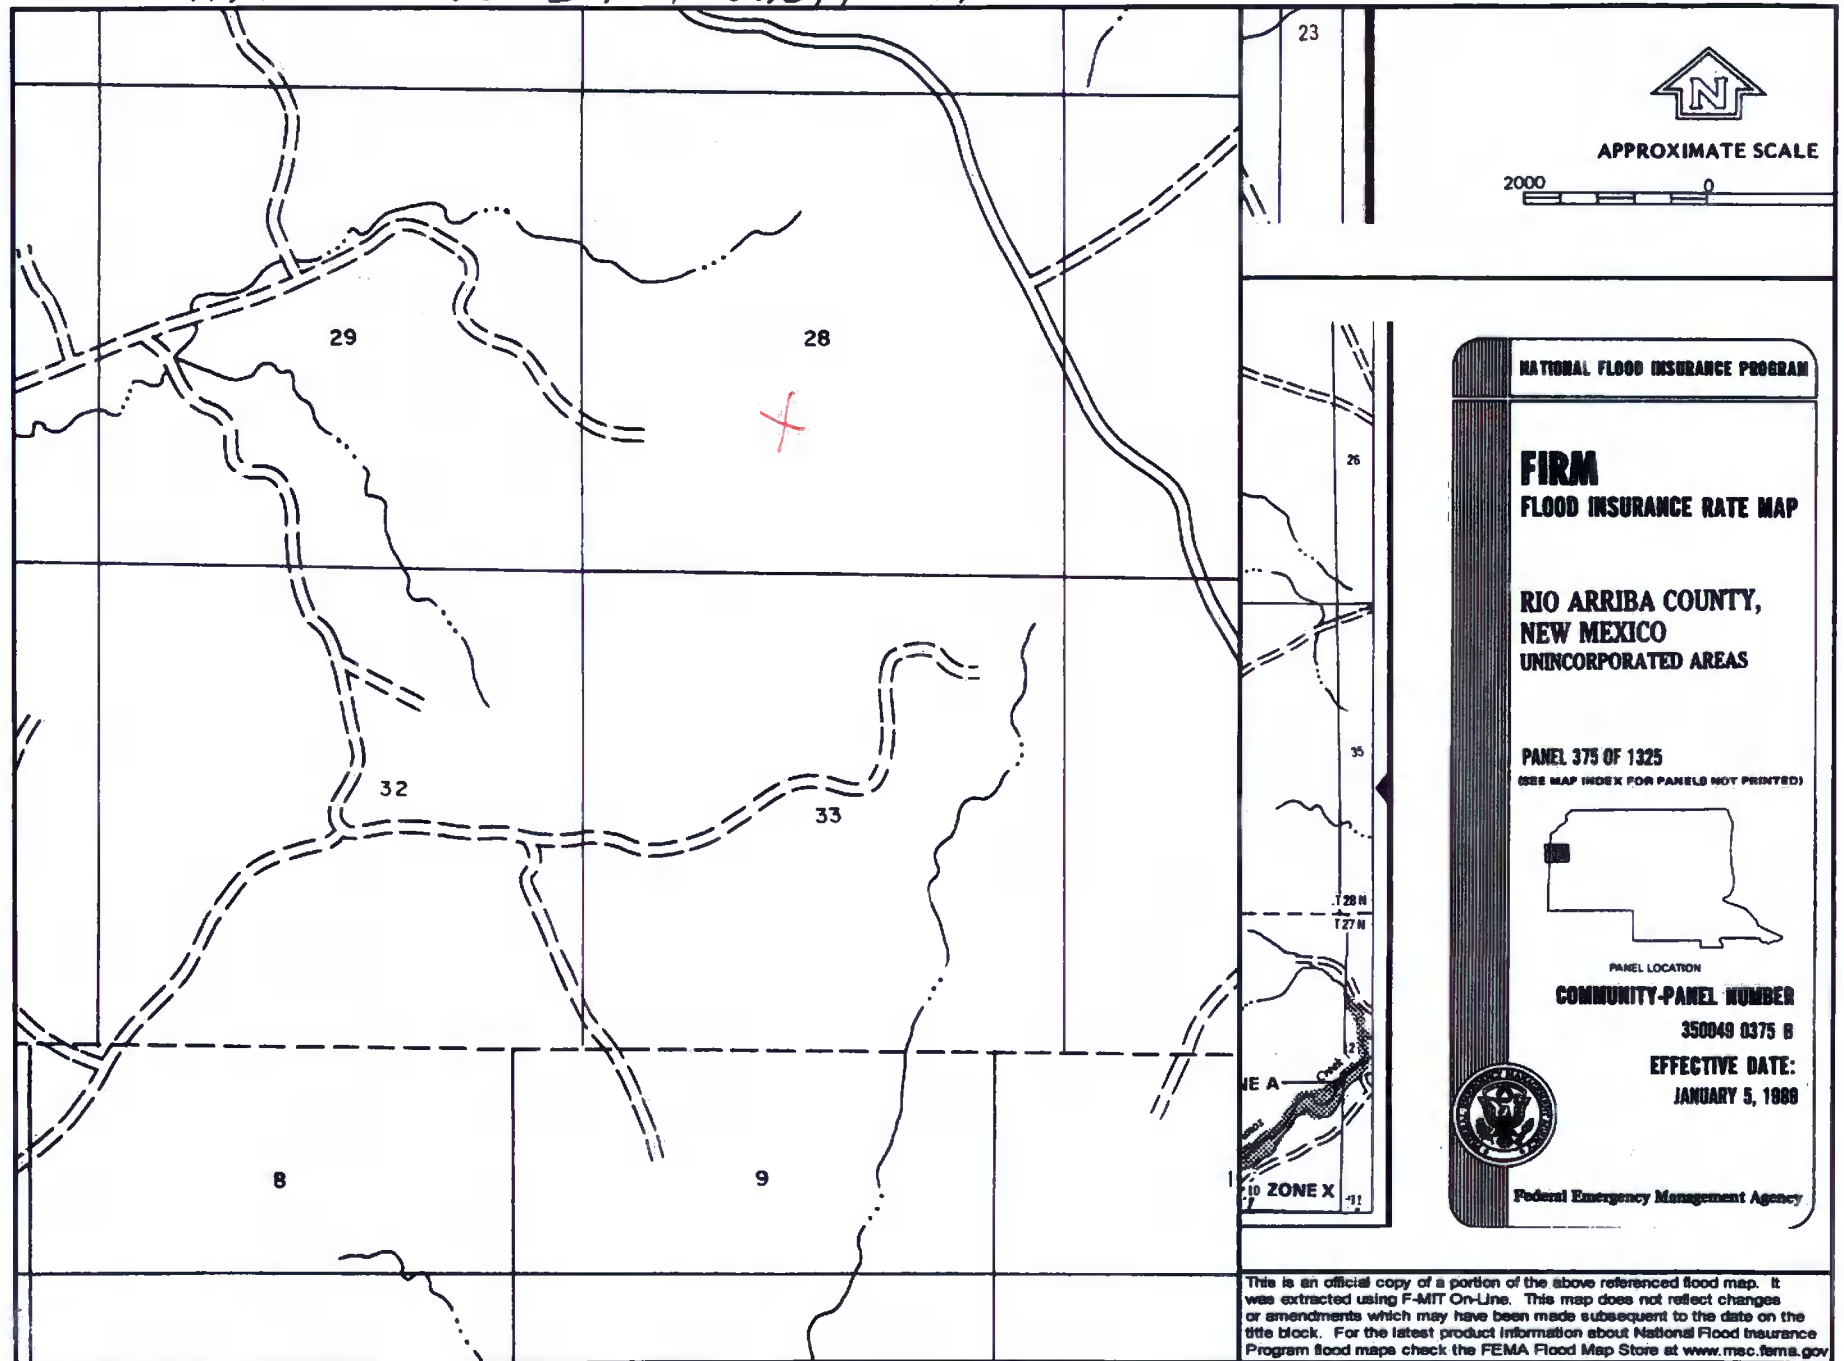 23
N
APPROXIMATE SCALE
2000 0
29
28
26
32
33
35
T28N
T27N
8
9
10
11
12
NE A
Creek
ZONE X
NATIONAL FLOOD INSURANCE PROGRAM
FIRM
FLOOD INSURANCE RATE MAP
RIO ARRIBA COUNTY,
NEW MEXICO
UNINCORPORATED AREAS
PANEL 375 OF 1325
(SEE MAP INDEX FOR PANELS NOT PRINTED)
PANEL LOCATION
COMMUNITY-PANEL NUMBER
350049 0375 B
EFFECTIVE DATE:
JANUARY 5, 1989
Federal Emergency Management Agency
This is an official copy of a portion of the above referenced flood map. It
was extracted using F-MIT On-Line. This map does not reflect changes
or amendments which may have been made subsequent to the date on the
title block. For the latest product information about National Flood Insurance
Program flood maps check the FEMA Flood Map Store at www.msc.fema.gov